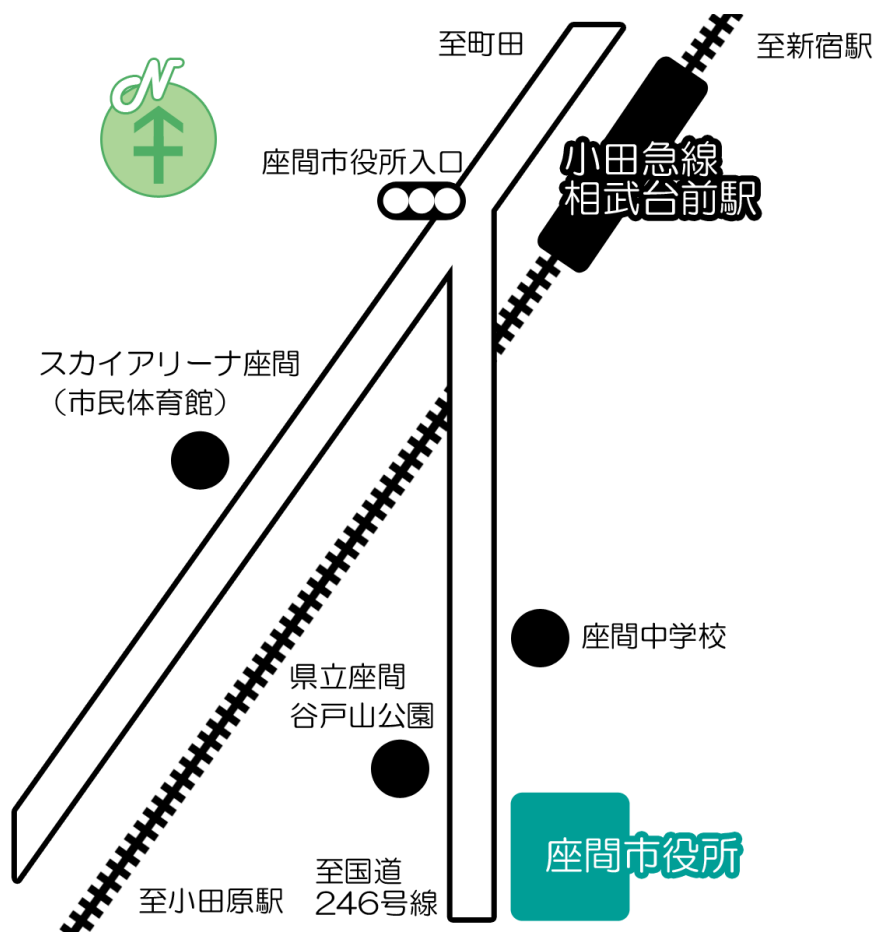 至町田
至新宿駅
N
座間市役所入口
小田急線
相武台前駅
スカイアリーナ座間
（市民体育館）
座間中学校
県立座間
谷戸山公園
座間市役所
至国道
246号線
至小田原駅